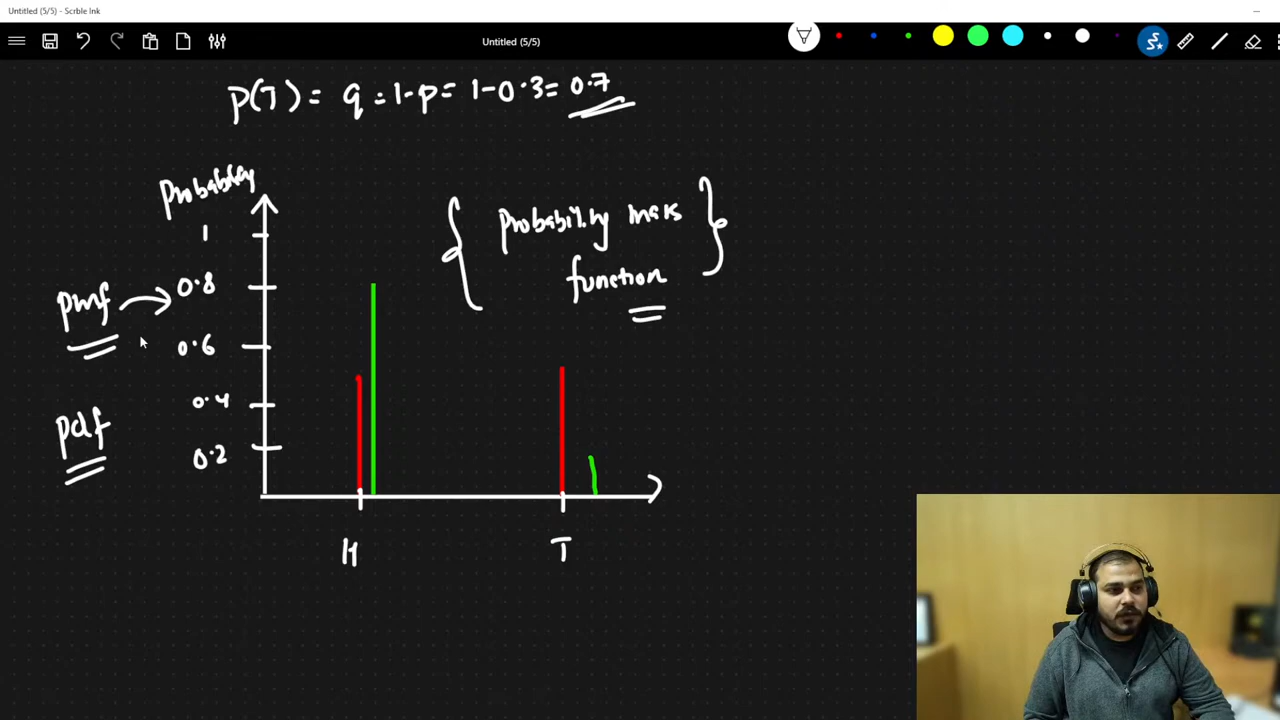 Untitled (5/5) - Scrble Ink
Untitled (5/5)
P(T) = q = 1-p = 1-0.3 = 0.7
Probability
1
0.8
0.6
0.4
0.2
pmf
pdf
{ probability mass
function }
H T